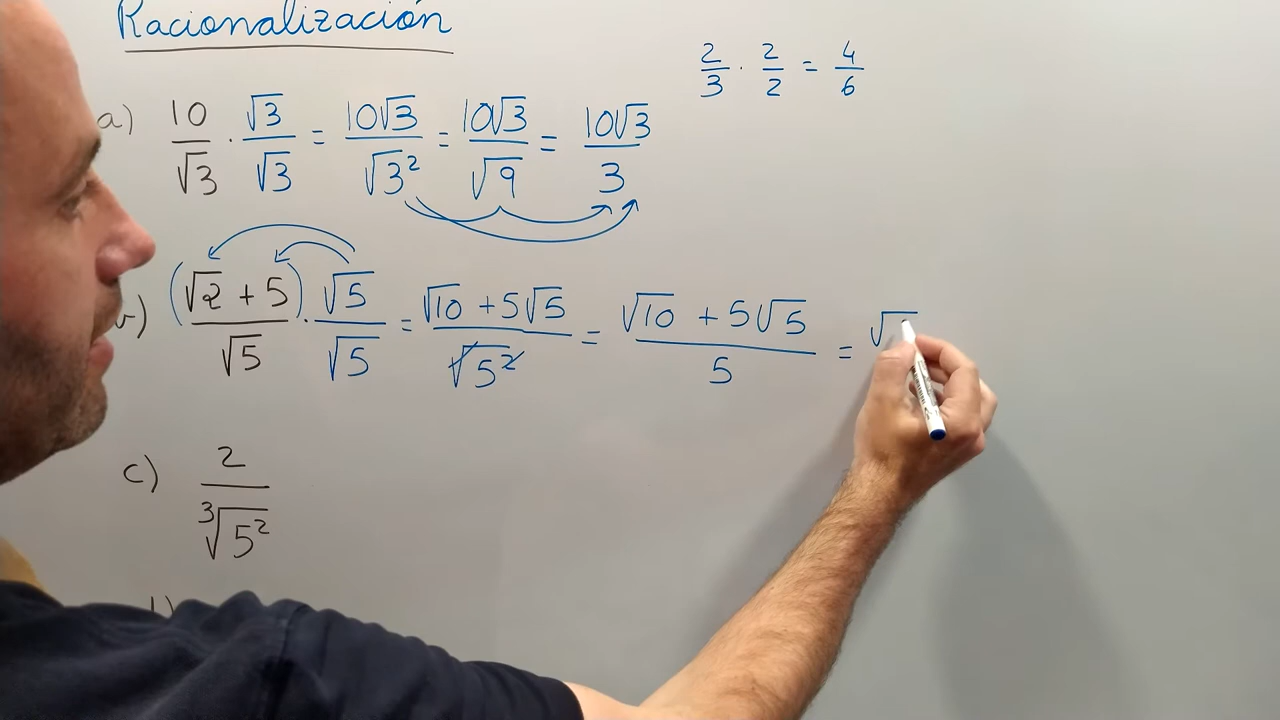 Racionalización
2/3 · 2/2 = 4/6
a) 10/√3 · √3/√3 = 10√3/√3² = 10√3/√9 = 10√3/3
(√2 + 5)/√5 · √5/√5 = (√10 + 5√5)/√5² = (√10 + 5√5)/5 = √
c) 2/∛5²